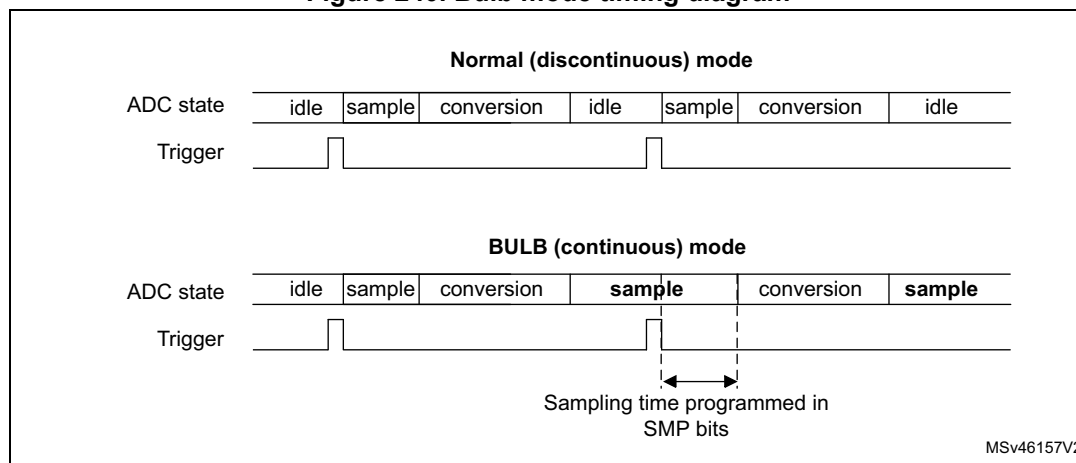 Normal (discontinuous) mode
ADC state idle sample conversion idle sample conversion idle
Trigger
BULB (continuous) mode
ADC state idle sample conversion sample conversion sample
Trigger
Sampling time programmed in
SMP bits
MSv46157V2